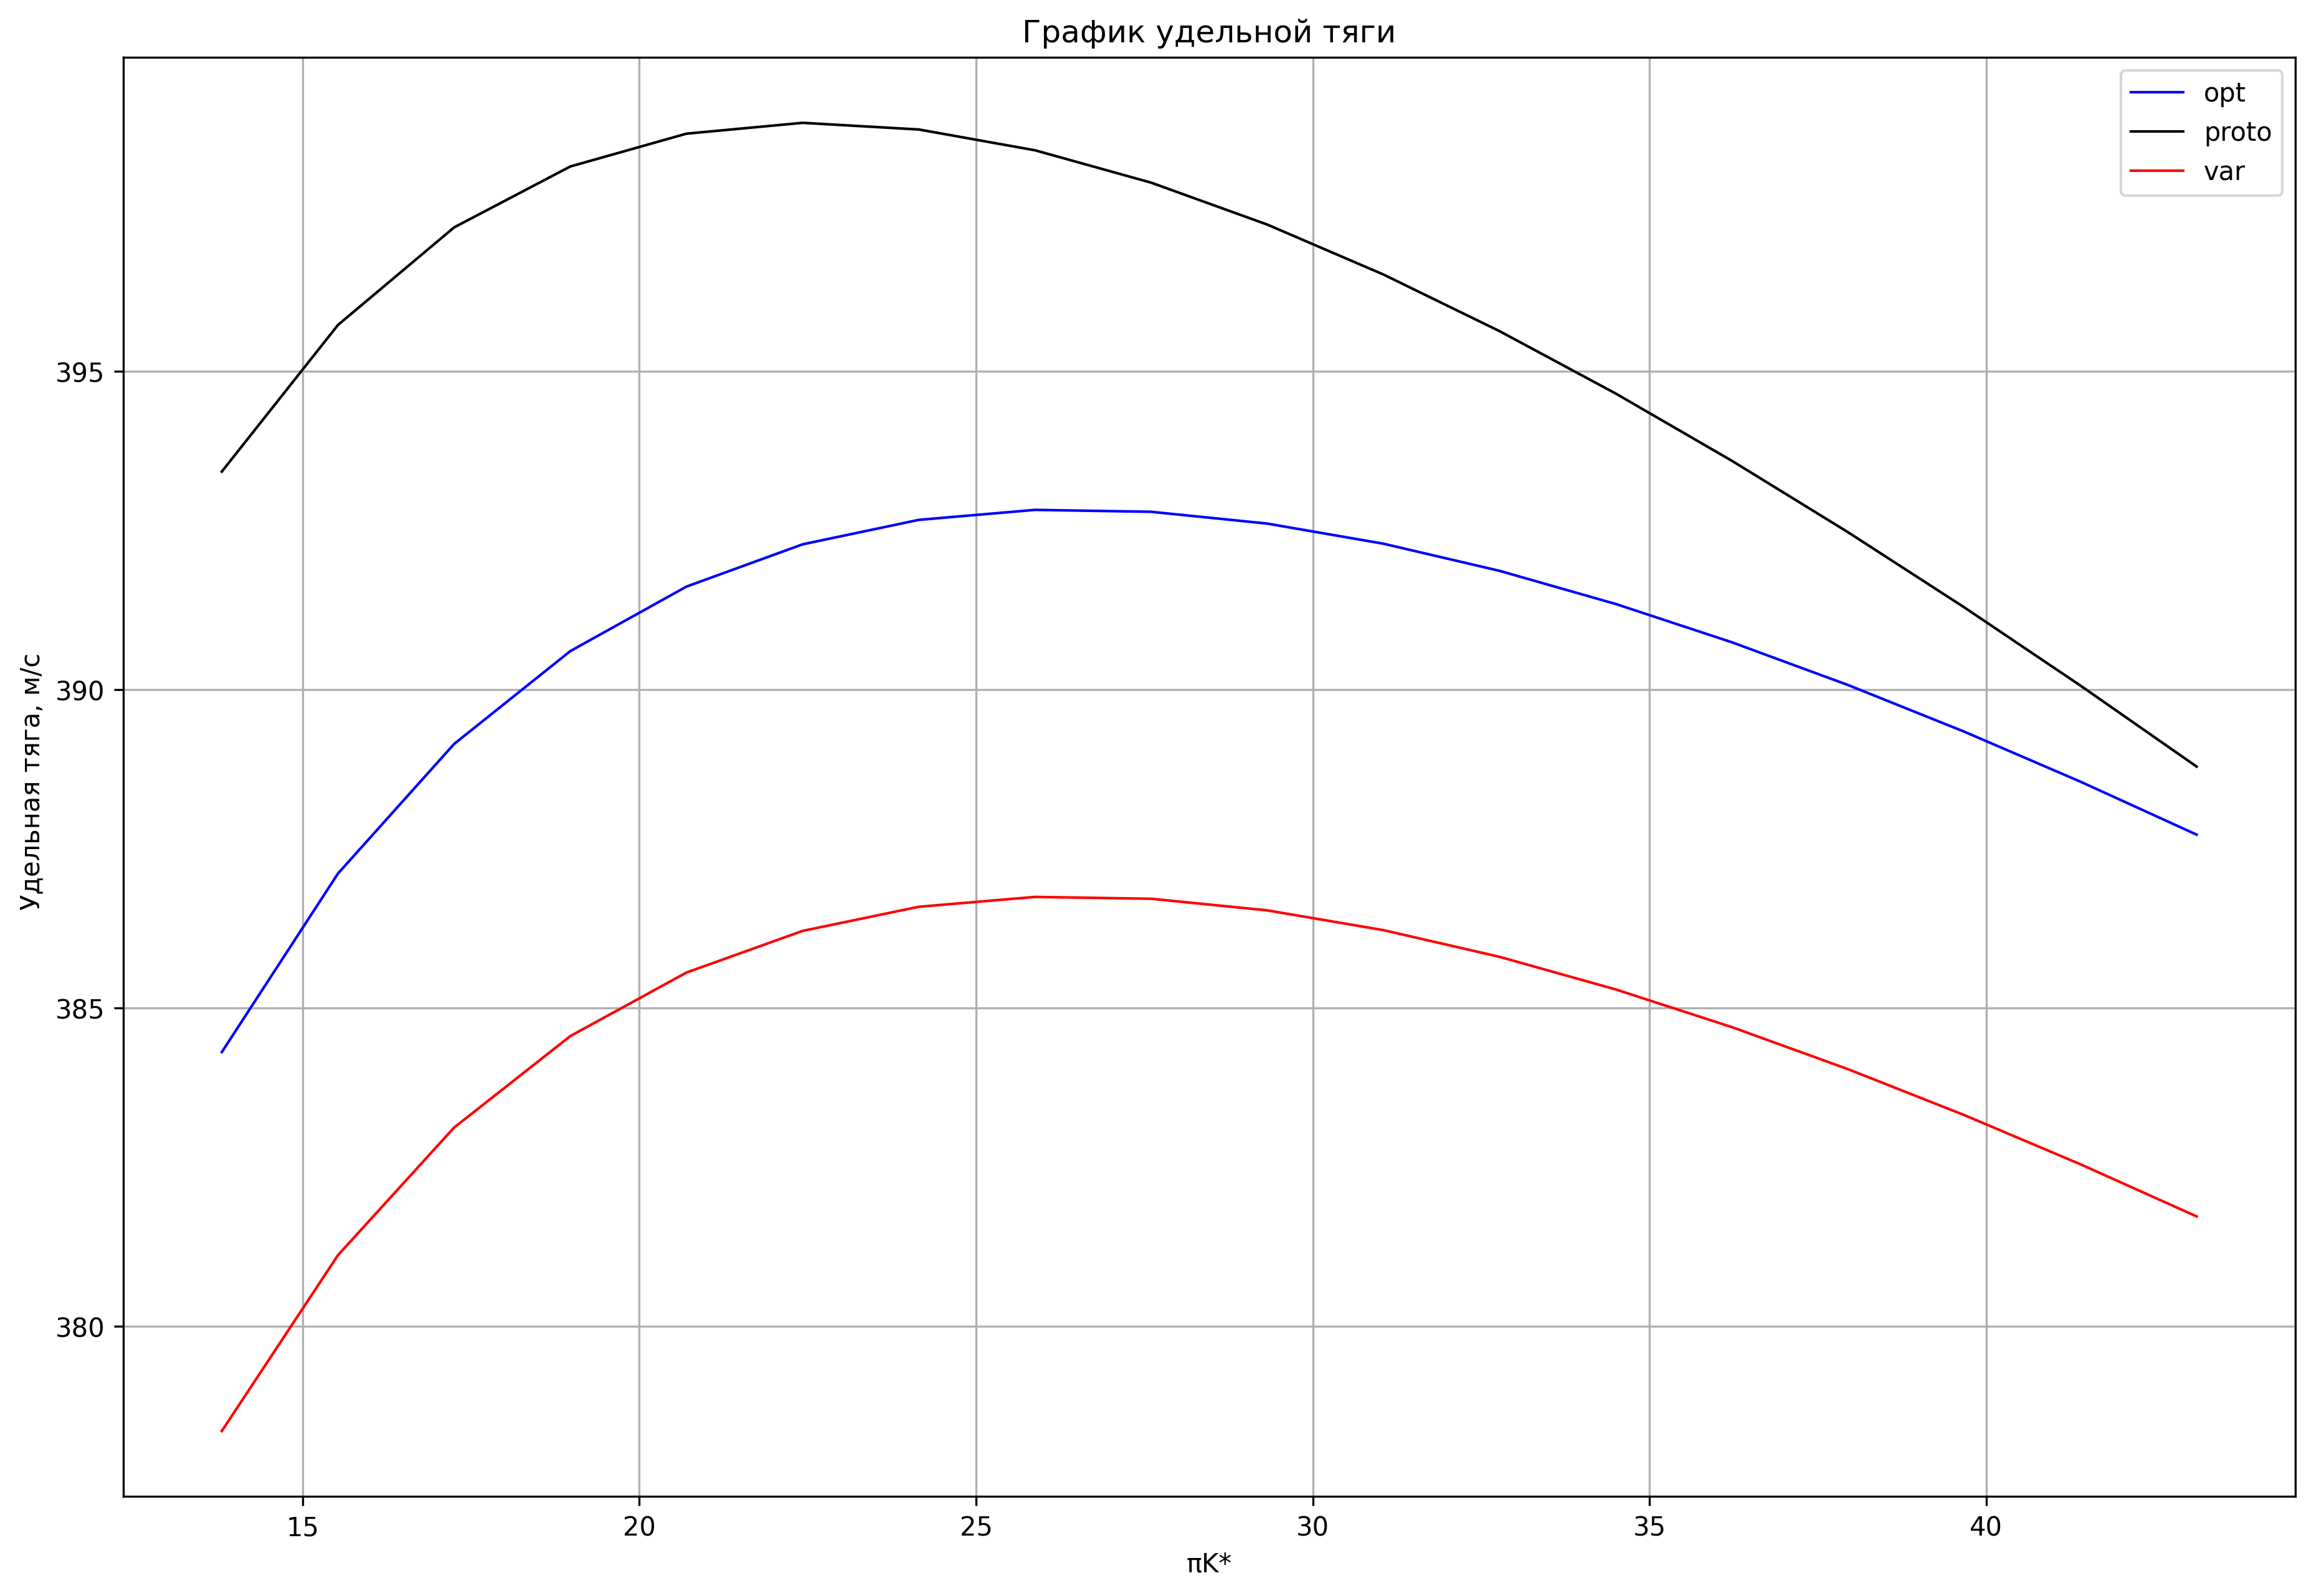 График удельной тяги
opt
proto
var
Удельная тяга, м/с
395
390
385
380
15 20 25 30 35 40
πK*